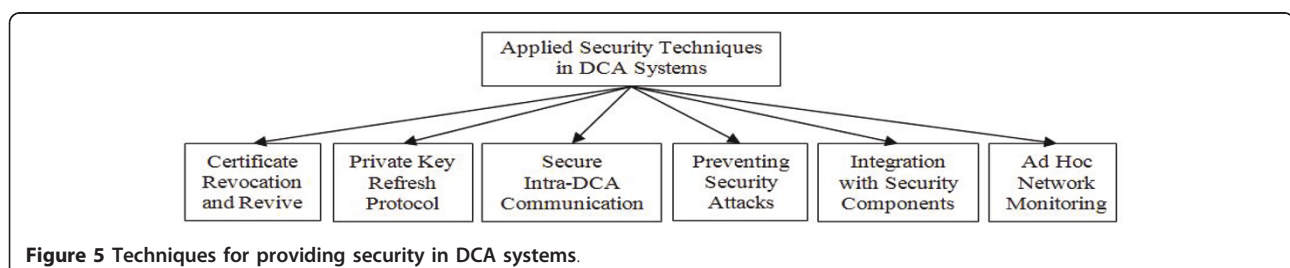 Applied Security Techniques
in DCA Systems
Certificate
Revocation
and Revive
Private Key
Refresh
Protocol
Secure
Intra-DCA
Communication
Preventing
Security
Attacks
Integration
with Security
Components
Ad Hoc
Network
Monitoring
Figure 5 Techniques for providing security in DCA systems.